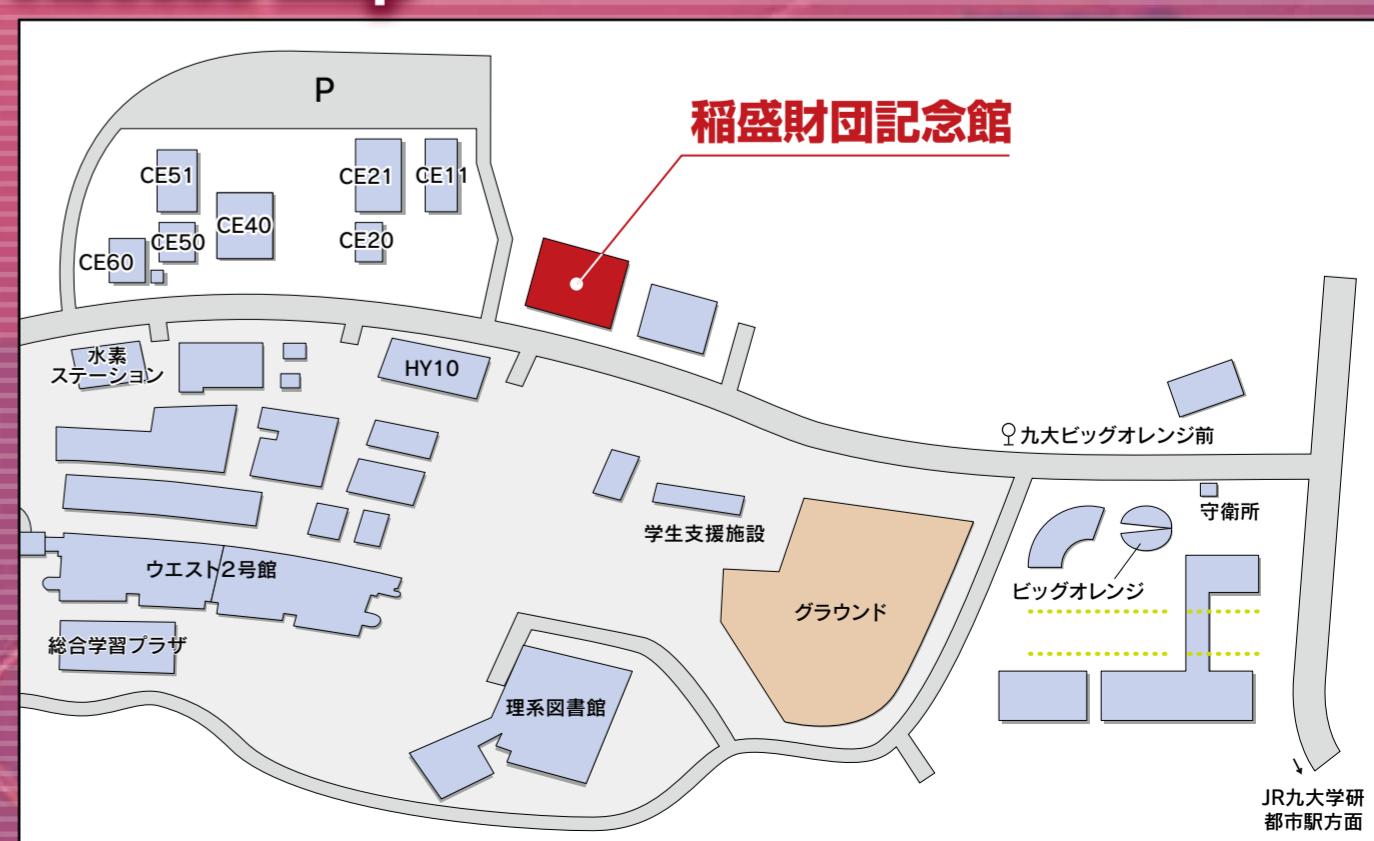 P
稲盛財団記念館
CE51
CE21
CE11
CE40
CE50
CE20
CE60
水素
ステーション
HY10
九大ビッグオレンジ前
守衛所
学生支援施設
ウエスト2号館
ビッグオレンジ
グラウンド
総合学習プラザ
理系図書館
JR九大学研
都市駅方面